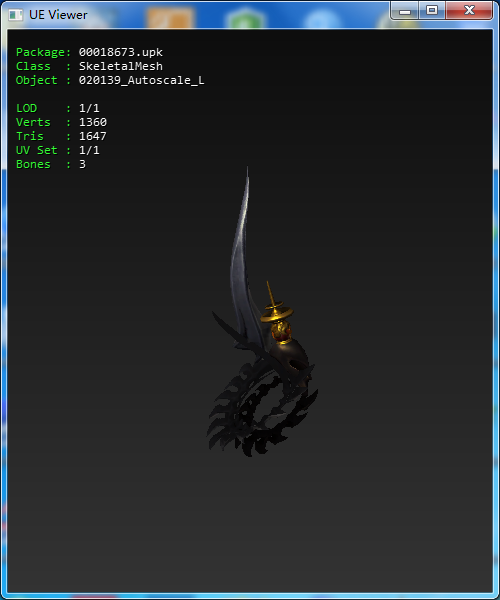 UE Viewer
Package: 00018673.upk
Class  : SkeletalMesh
Object : 020139_Autoscale_L
LOD    : 1/1
Verts  : 1360
Tris   : 1647
UV Set : 1/1
Bones  : 3